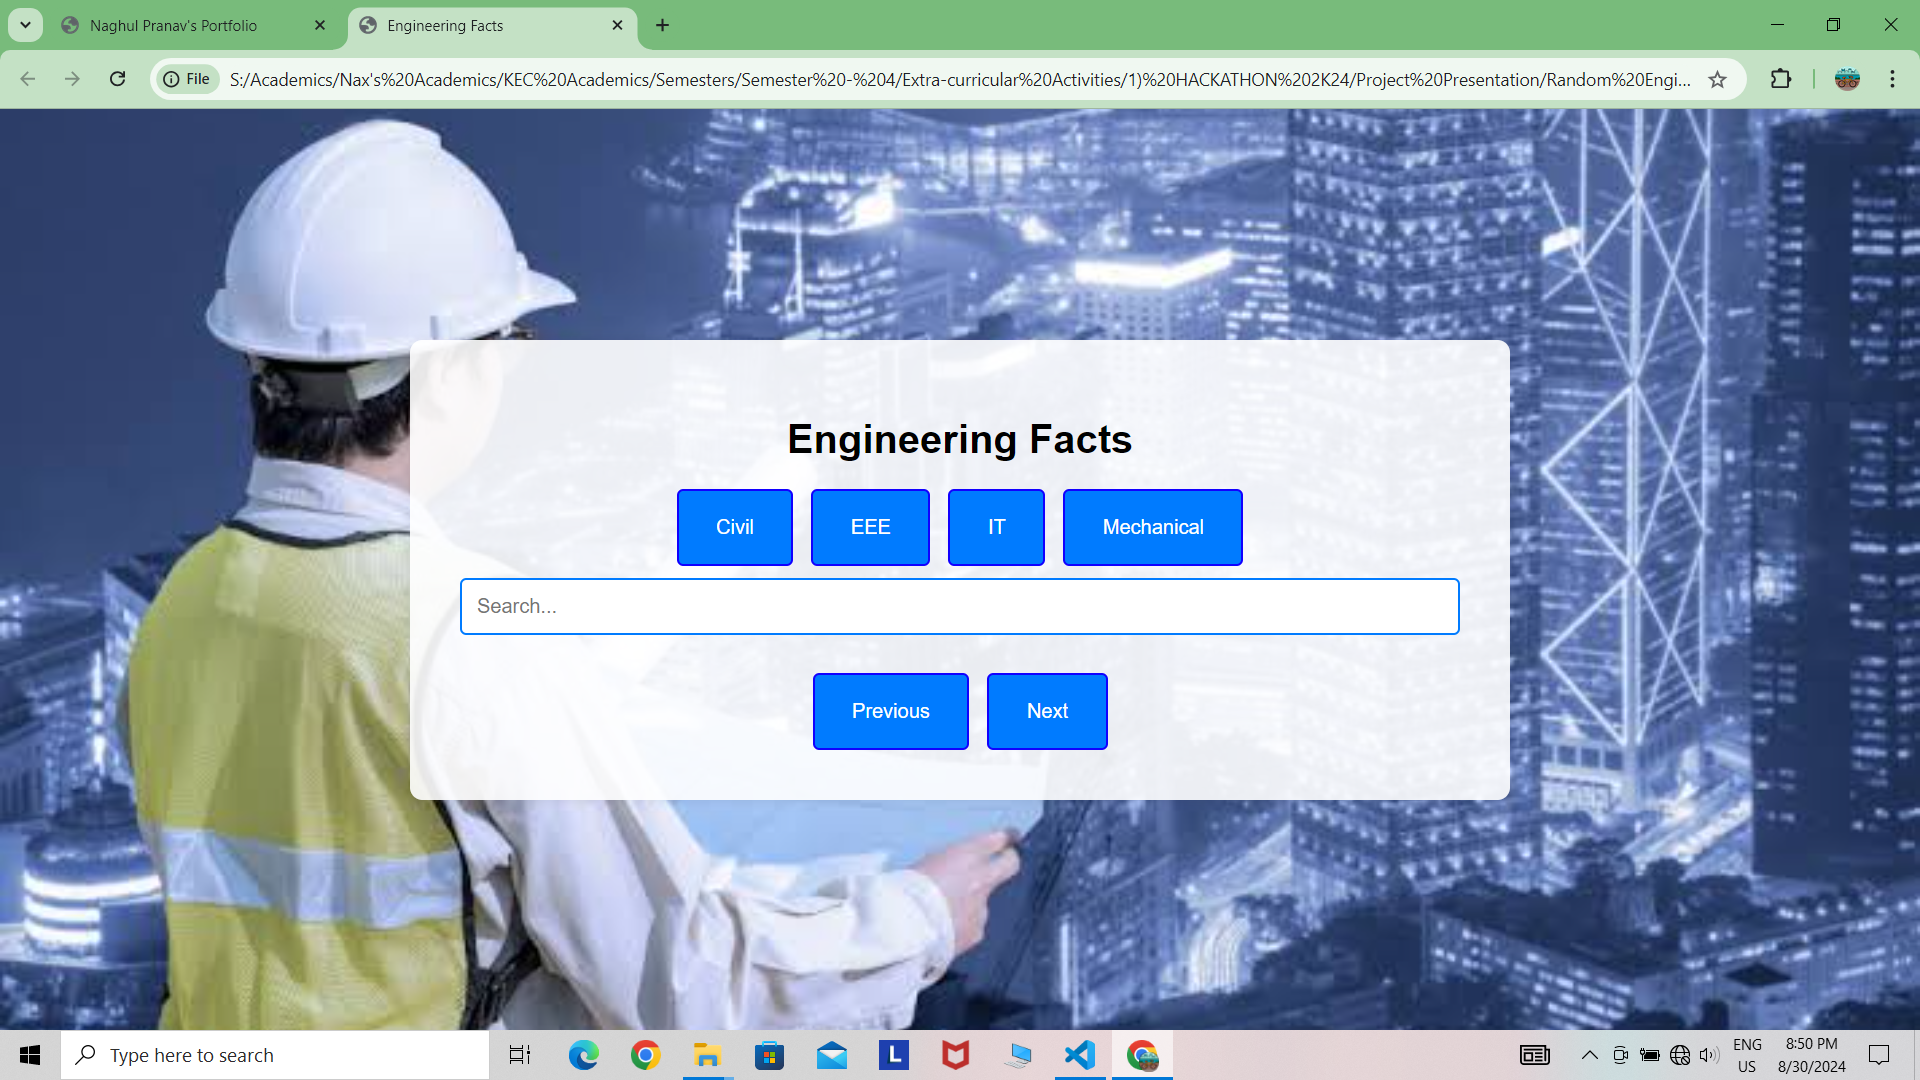 Naghul Pranav's Portfolio
Engineering Facts
File
S:/Academics/Nax's%20Academics/KEC%20Academics/Semesters/Semester%20-%204/Extra-curricular%20Activities/1)%20HACKATHON%202K24/Project%20Presentation/Random%20Engi...
Engineering Facts
Civil
EEE
IT
Mechanical
Search...
Previous
Next
Type here to search
L
ENG
US
8:50 PM
8/30/2024